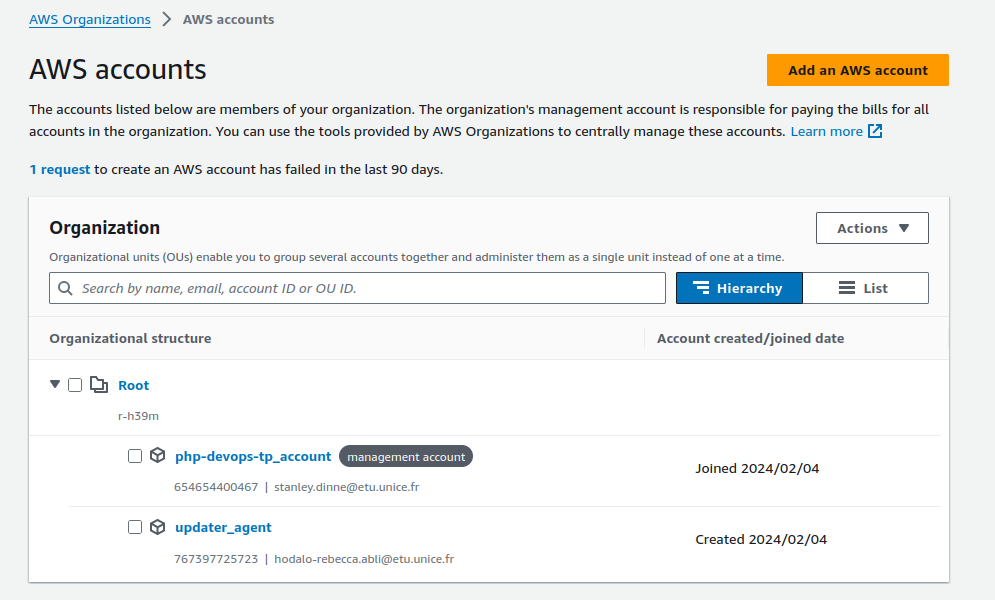 AWS Organizations > AWS accounts
AWS accounts
Add an AWS account
The accounts listed below are members of your organization. The organization's management account is responsible for paying the bills for all
accounts in the organization. You can use the tools provided by AWS Organizations to centrally manage these accounts. Learn more
1 request to create an AWS account has failed in the last 90 days.
Organization
Actions
Organizational units (OUs) enable you to group several accounts together and administer them as a single unit instead of one at a time.
Search by name, email, account ID or OU ID.
Hierarchy
List
Organizational structure
Account created/joined date
Root
r-h39m
php-devops-tp_account management account
Joined 2024/02/04
654654400467 | stanley.dinne@etu.unice.fr
updater_agent
Created 2024/02/04
767397725723 | hodalo-rebecca.abli@etu.unice.fr